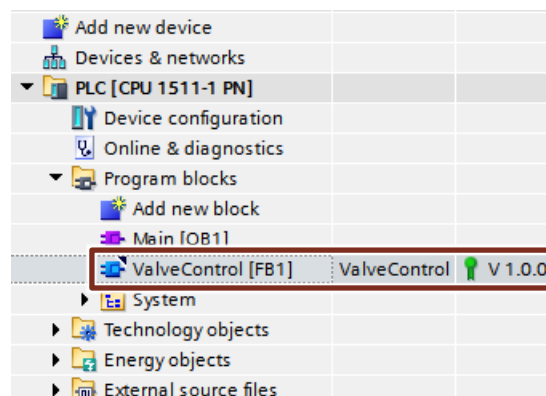 Add new device
Devices & networks
PLC [CPU 1511-1 PN]
Device configuration
Online & diagnostics
Program blocks
Add new block
Main [OB1]
ValveControl [FB1] ValveControl V 1.0.0
System
Technology objects
Energy objects
External source files